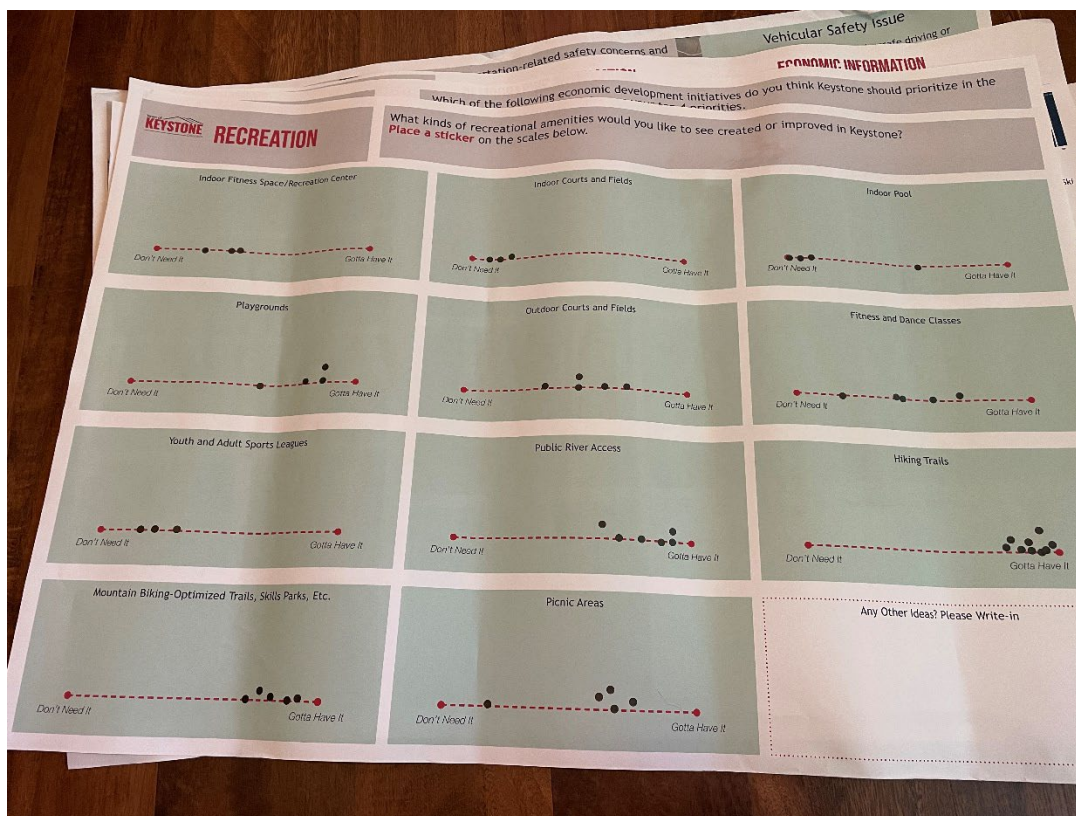 Vehicular Safety Issue
tation-related safety concerns and
safe driving or
ECONOMIC INFORMATION
Which of the following economic development initiatives do you think Keystone should prioritize in the
priorities.
KEYSTONE
RECREATION
What kinds of recreational amenities would you like to see created or improved in Keystone?
Place a sticker on the scales below.
Indoor Fitness Space/Recreation Center
Don't Need It
Gotta Have It
Indoor Courts and Fields
Don't Need It
Gotta Have It
Indoor Pool
Don't Need It
Gotta Have It
Playgrounds
Don't Need It
Gotta Have It
Outdoor Courts and Fields
Don't Need It
Gotta Have It
Fitness and Dance Classes
Don't Need It
Gotta Have It
Youth and Adult Sports Leagues
Don't Need It
Gotta Have It
Public River Access
Don't Need It
Gotta Have It
Hiking Trails
Don't Need It
Gotta Have It
Mountain Biking-Optimized Trails, Skills Parks, Etc.
Don't Need It
Gotta Have It
Picnic Areas
Don't Need It
Gotta Have It
Any Other Ideas? Please Write-in